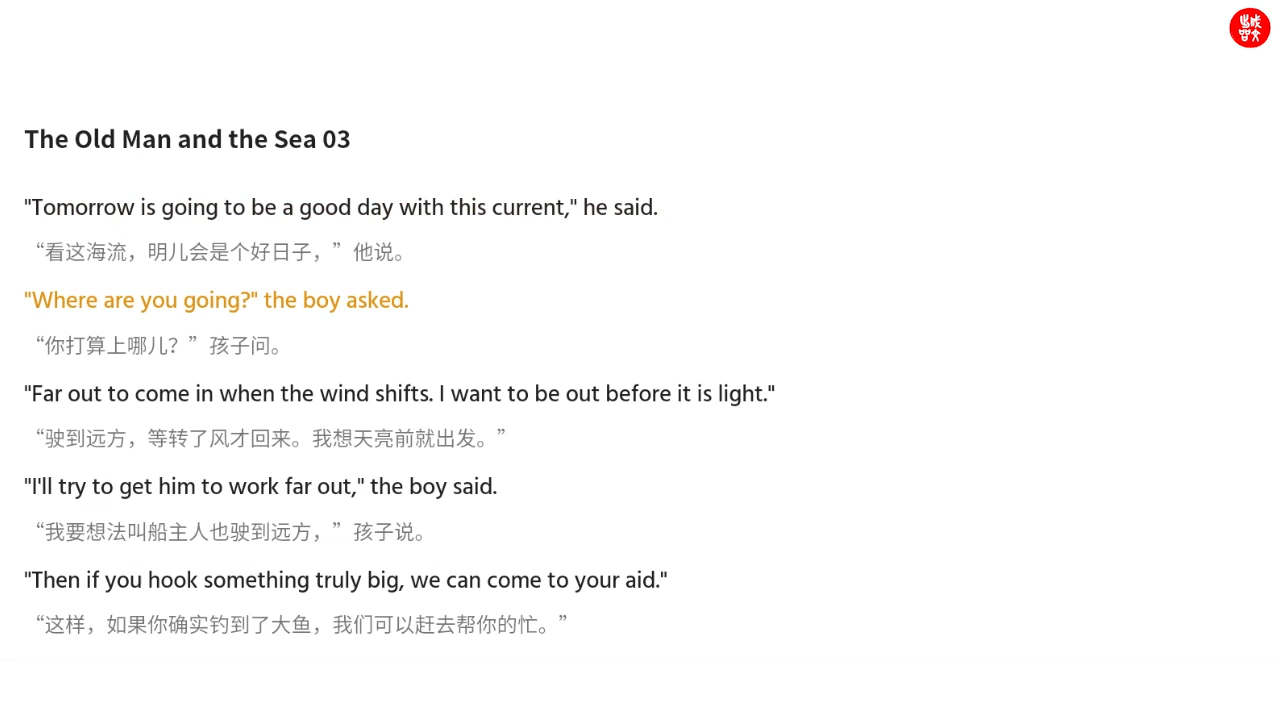 The Old Man and the Sea 03
"Tomorrow is going to be a good day with this current," he said.
“看这海流，明儿会是个好日子，”他说。
"Where are you going?" the boy asked.
“你打算上哪儿？”孩子问。
"Far out to come in when the wind shifts. I want to be out before it is light."
“驶到远方，等转了风才回来。我想天亮前就出发。”
"I'll try to get him to work far out," the boy said.
“我要想法叫船主人也驶到远方，”孩子说。
"Then if you hook something truly big, we can come to your aid."
“这样，如果你确实钓到了大鱼，我们可以赶去帮你的忙。”